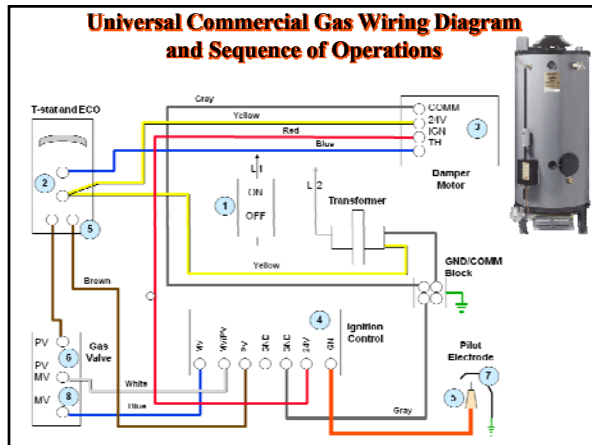 Universal Commercial Gas Wiring Diagram
and Sequence of Operations
T-stat and ECO
Gray
Yellow
Red
Blue
COMM
24V
IGN
TH
3
Damper
Motor
2
5
1
L1
ON
OFF
L 2
Transformer
Yellow
GND/COMM
Block
Brown
4
Ignition
Control
MV
MV/PV
PV
GND
GND
24V
PV
6
PV
MV
8
MV
Gas
Valve
White
Blue
Gray
Pilot
Electrode
7
5